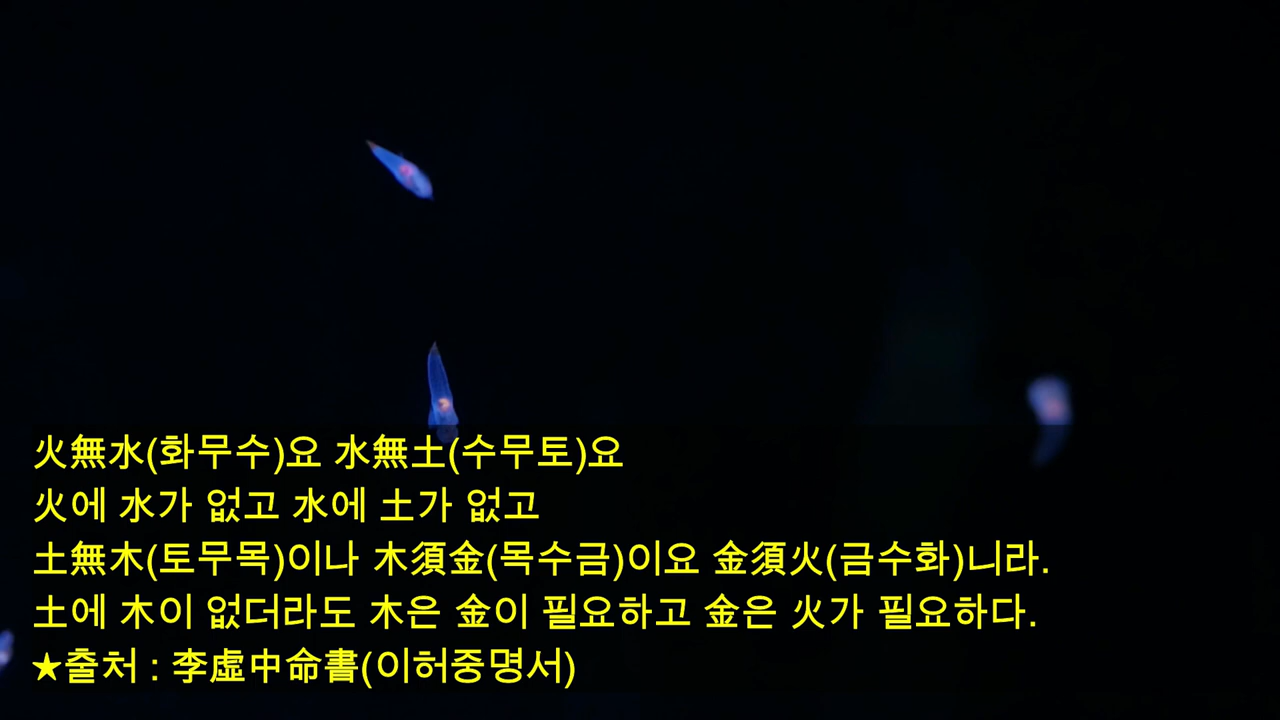 火無水(화무수)요 水無土(수무토)요
火에 水가 없고 水에 土가 없고
土無木(토무목)이나 木須金(목수금)이요 金須火(금수화)니라.
土에 木이 없더라도 木은 金이 필요하고 金은 火가 필요하다.
★출처 : 李虛中命書(이허중명서)